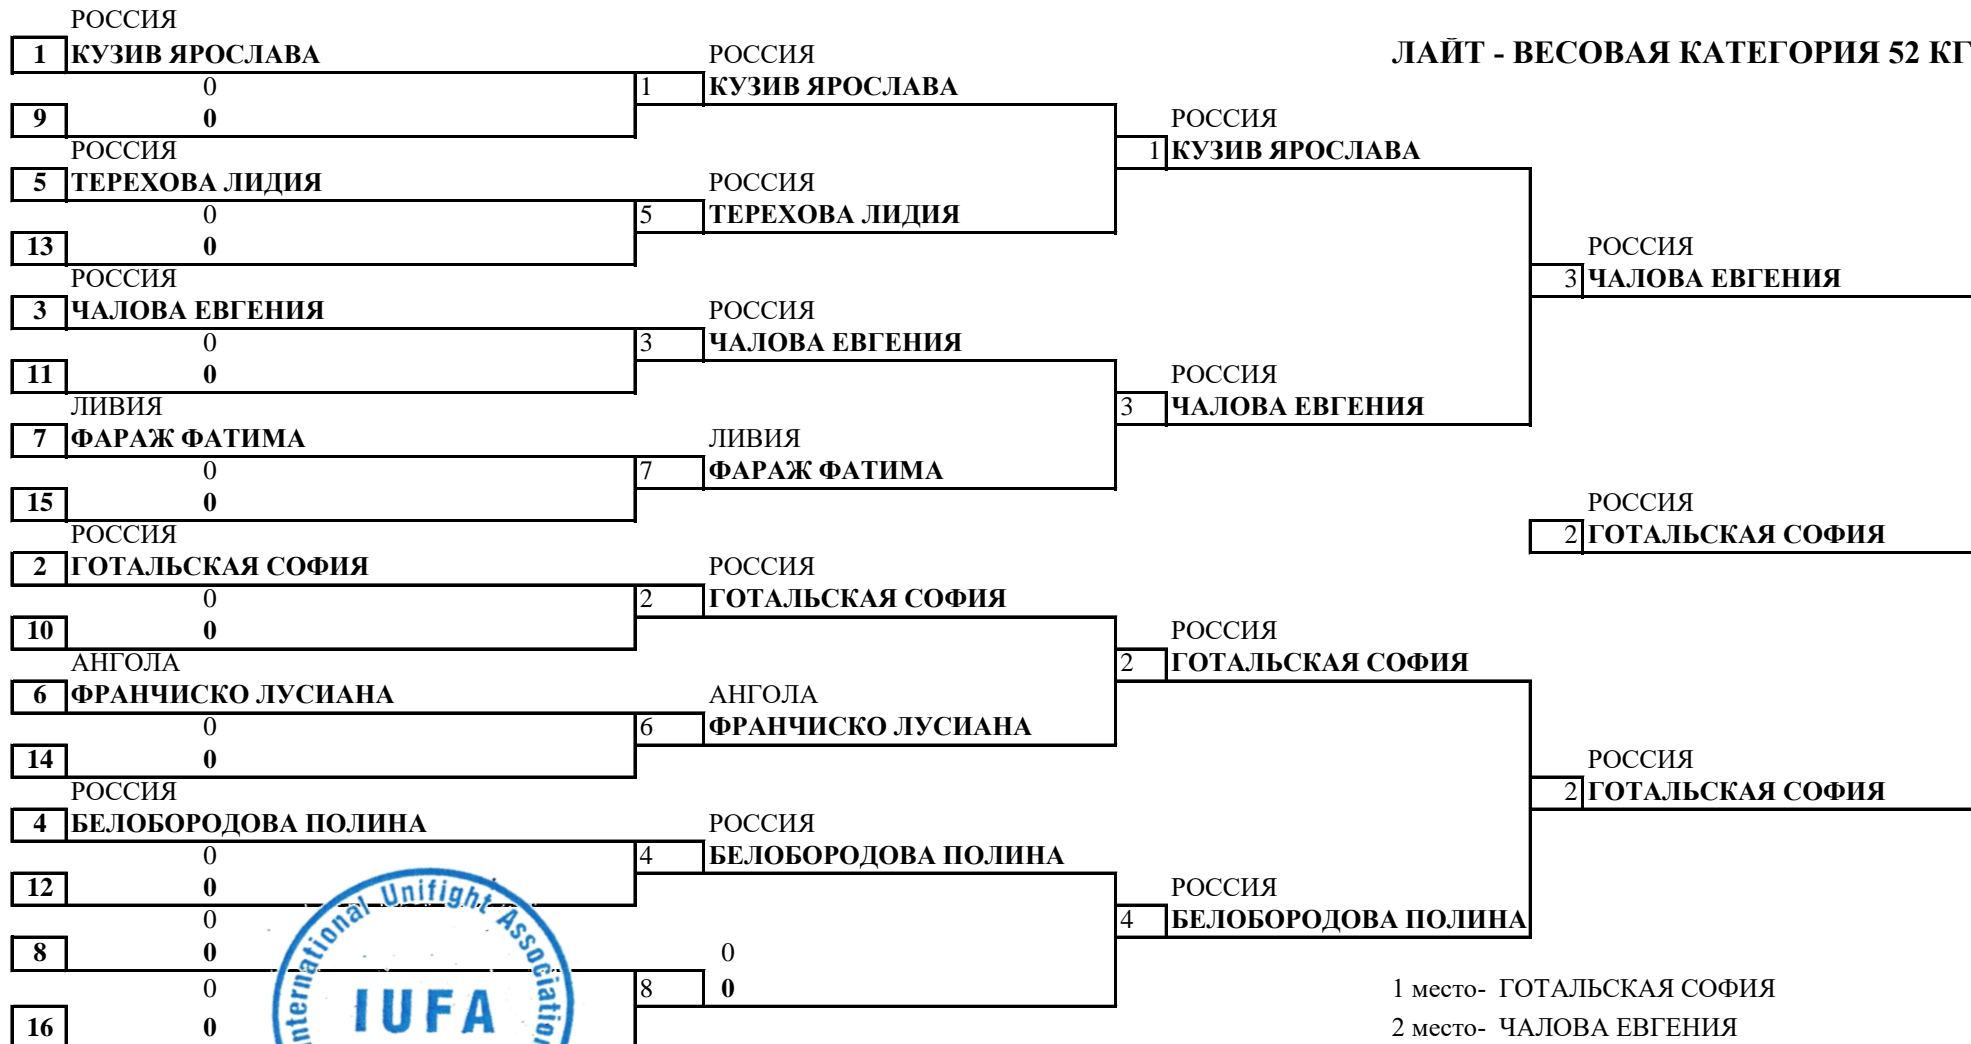 РОССИЯ
1 КУЗИВ ЯРОСЛАВА
0
9 0
РОССИЯ
5 ТЕРЕХОВА ЛИДИЯ
0
13 0
РОССИЯ
3 ЧАЛОВА ЕВГЕНИЯ
0
11 0
ЛИВИЯ
7 ФАРАЖ ФАТИМА
0
15 0
РОССИЯ
2 ГОТАЛЬСКАЯ СОФИЯ
0
10 0
АНГОЛА
6 ФРАНЧИСКО ЛУСИАНА
0
14 0
РОССИЯ
4 БЕЛОБОРОДОВА ПОЛИНА
0
12 0
0
8 0
0
16 0
International Unifight Association
IUFA
РОССИЯ
1 КУЗИВ ЯРОСЛАВА
РОССИЯ
5 ТЕРЕХОВА ЛИДИЯ
РОССИЯ
3 ЧАЛОВА ЕВГЕНИЯ
ЛИВИЯ
7 ФАРАЖ ФАТИМА
РОССИЯ
2 ГОТАЛЬСКАЯ СОФИЯ
АНГОЛА
6 ФРАНЧИСКО ЛУСИАНА
РОССИЯ
4 БЕЛОБОРОДОВА ПОЛИНА
0
8 0
ЛАЙТ - ВЕСОВАЯ КАТЕГОРИЯ 52 КГ
РОССИЯ
1 КУЗИВ ЯРОСЛАВА
РОССИЯ
3 ЧАЛОВА ЕВГЕНИЯ
РОССИЯ
2 ГОТАЛЬСКАЯ СОФИЯ
РОССИЯ
4 БЕЛОБОРОДОВА ПОЛИНА
РОССИЯ
3 ЧАЛОВА ЕВГЕНИЯ
РОССИЯ
2 ГОТАЛЬСКАЯ СОФИЯ
РОССИЯ
2 ГОТАЛЬСКАЯ СОФИЯ
1 место- ГОТАЛЬСКАЯ СОФИЯ
2 место- ЧАЛОВА ЕВГЕНИЯ